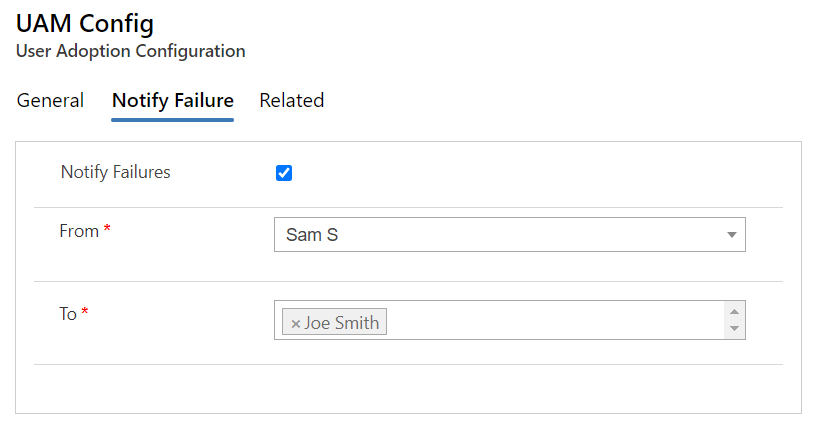 UAM Config
User Adoption Configuration
General Notify Failure Related
Notify Failures
From * Sam S
To * × Joe Smith